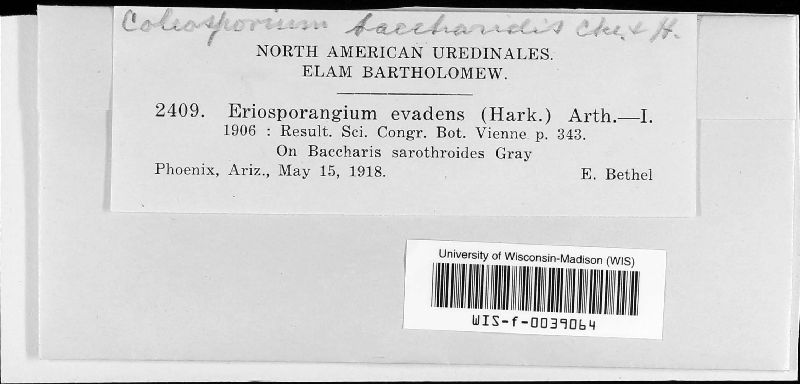 Coleosporium baccharidis Cke. & H.
NORTH AMERICAN UREDINALES.
ELAM BARTHOLOMEW.
2409. Eriosporangium evadens (Hark.) Arth.—I.
1906 : Result. Sci. Congr. Bot. Vienne p. 343.
On Baccharis sarothroides Gray
Phoenix, Ariz., May 15, 1918. E. Bethel
University of Wisconsin-Madison (WIS)
WIS-f-0039064